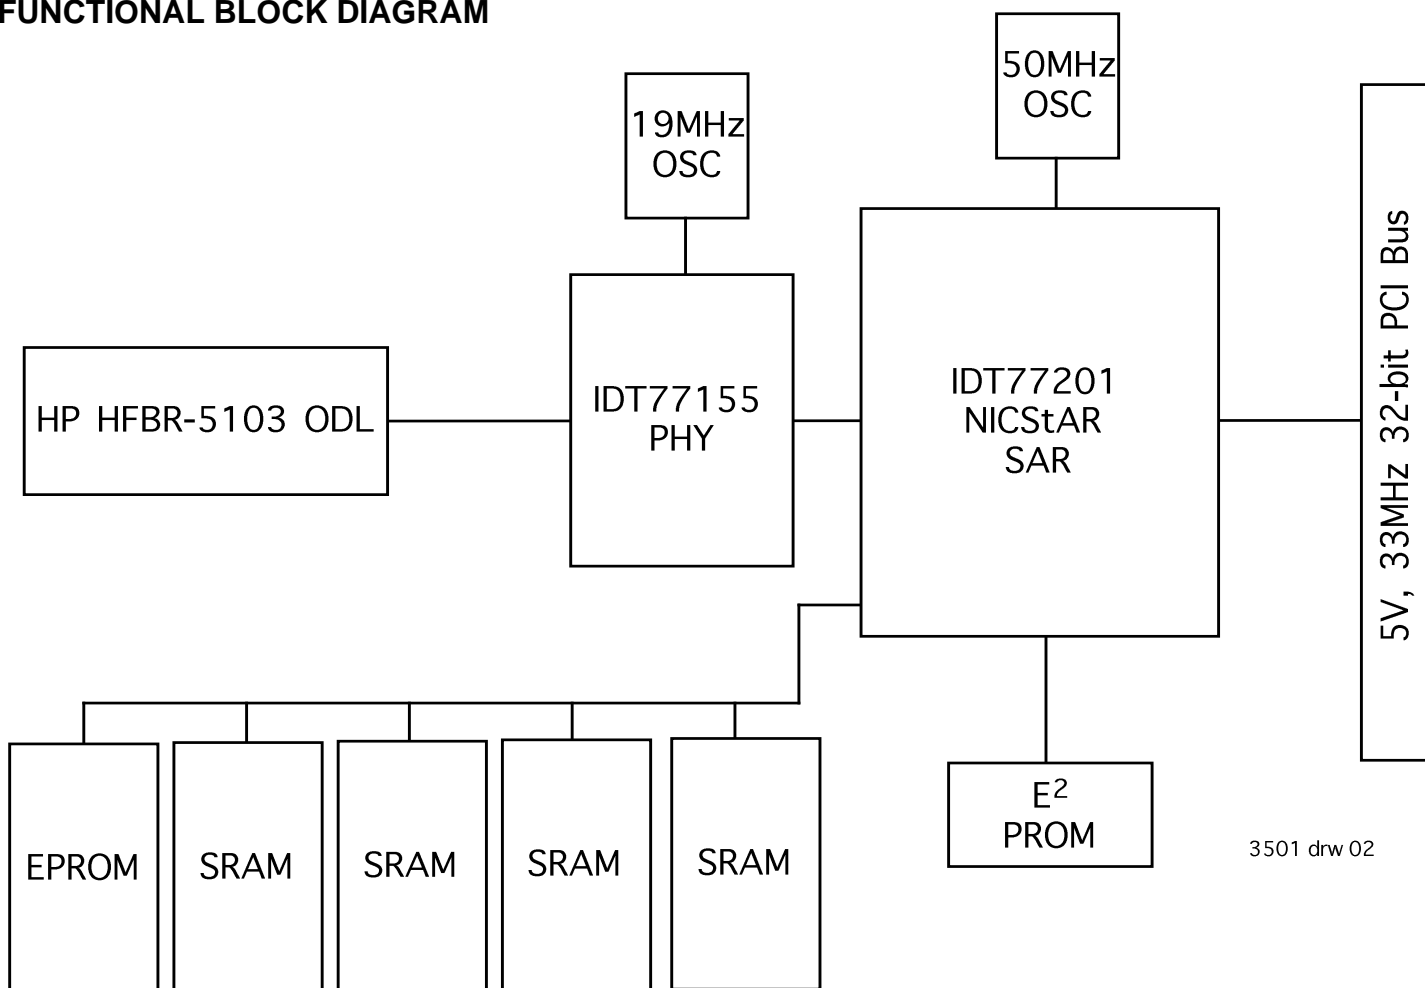 FUNCTIONAL BLOCK DIAGRAM
50MHz
OSC
19MHz
OSC
5V, 33MHz 32-bit PCI Bus
HP HFBR-5103 ODL
IDT77155
PHY
IDT77201
NICStAR
SAR
EPROM
SRAM
SRAM
SRAM
SRAM
E²
PROM
3501 drw 02